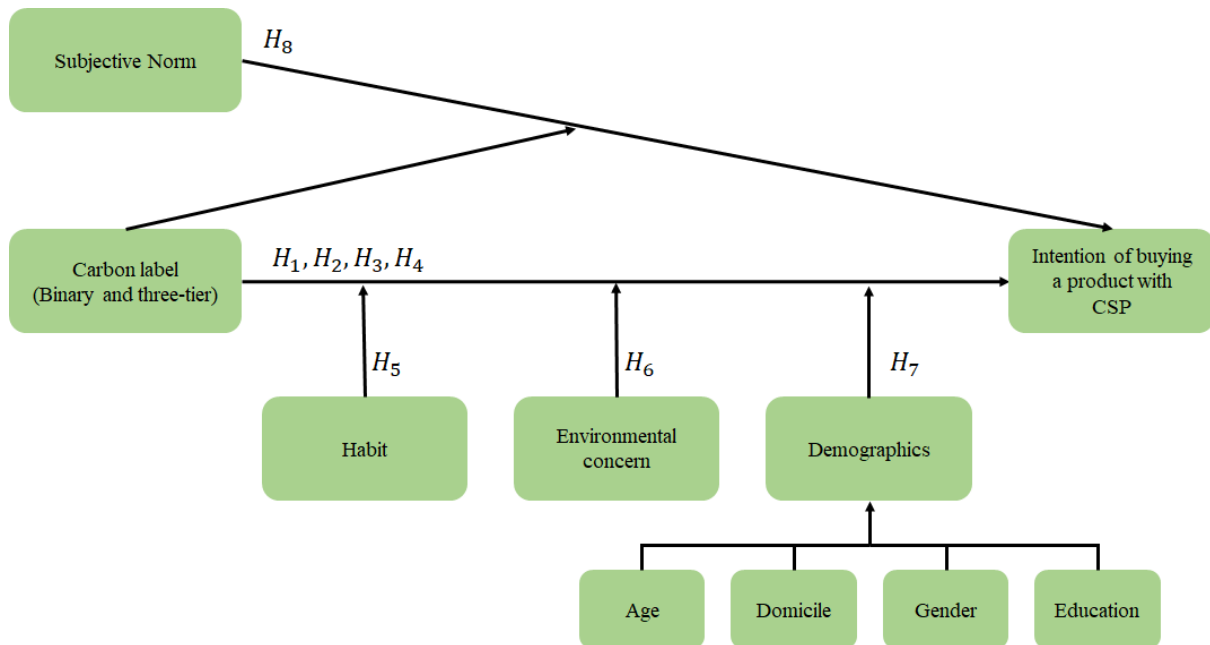 H₈
Subjective Norm
Carbon label
(Binary and three-tier)
H₁, H₂, H₃, H₄
Intention of buying
a product with
CSP
H₅
H₆
H₇
Habit
Environmental
concern
Demographics
Age
Domicile
Gender
Education